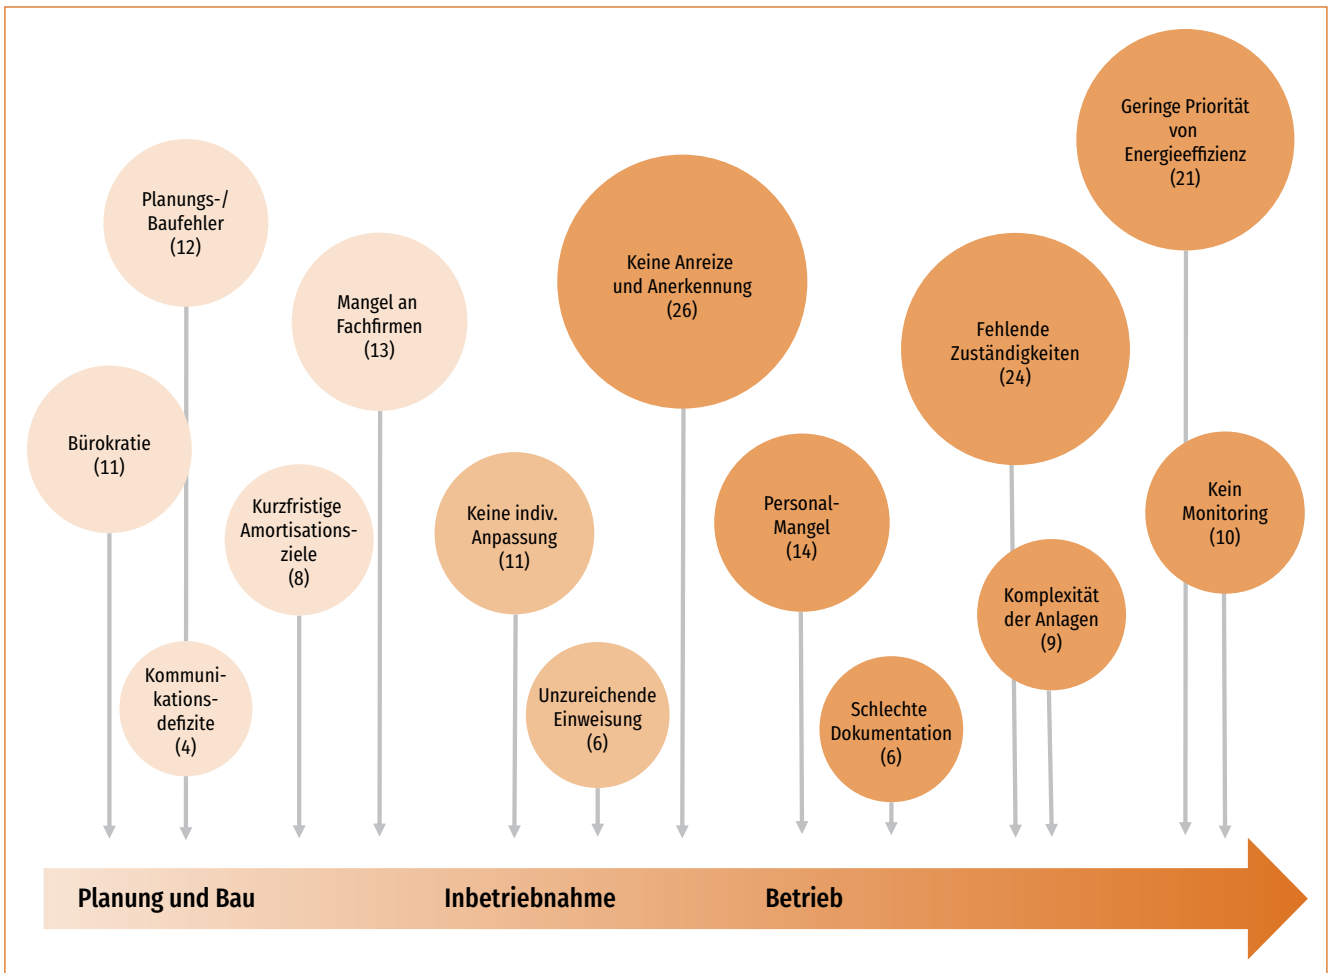 Geringe Priorität
von
Energieeffizienz
(21)
Planungs-/
Baufehler
(12)
Keine Anreize
und Anerkennung
(26)
Mangel an
Fachfirmen
(13)
Fehlende
Zuständigkeiten
(24)
Bürokratie
(11)
Kurzfristige
Amortisations-
ziele
(8)
Keine indiv.
Anpassung
(11)
Personal-
Mangel
(14)
Kein
Monitoring
(10)
Komplexität
der Anlagen
(9)
Kommuni-
kations-
defizite
(4)
Unzureichende
Einweisung
(6)
Schlechte
Dokumentation
(6)
Planung und Bau
Inbetriebnahme
Betrieb